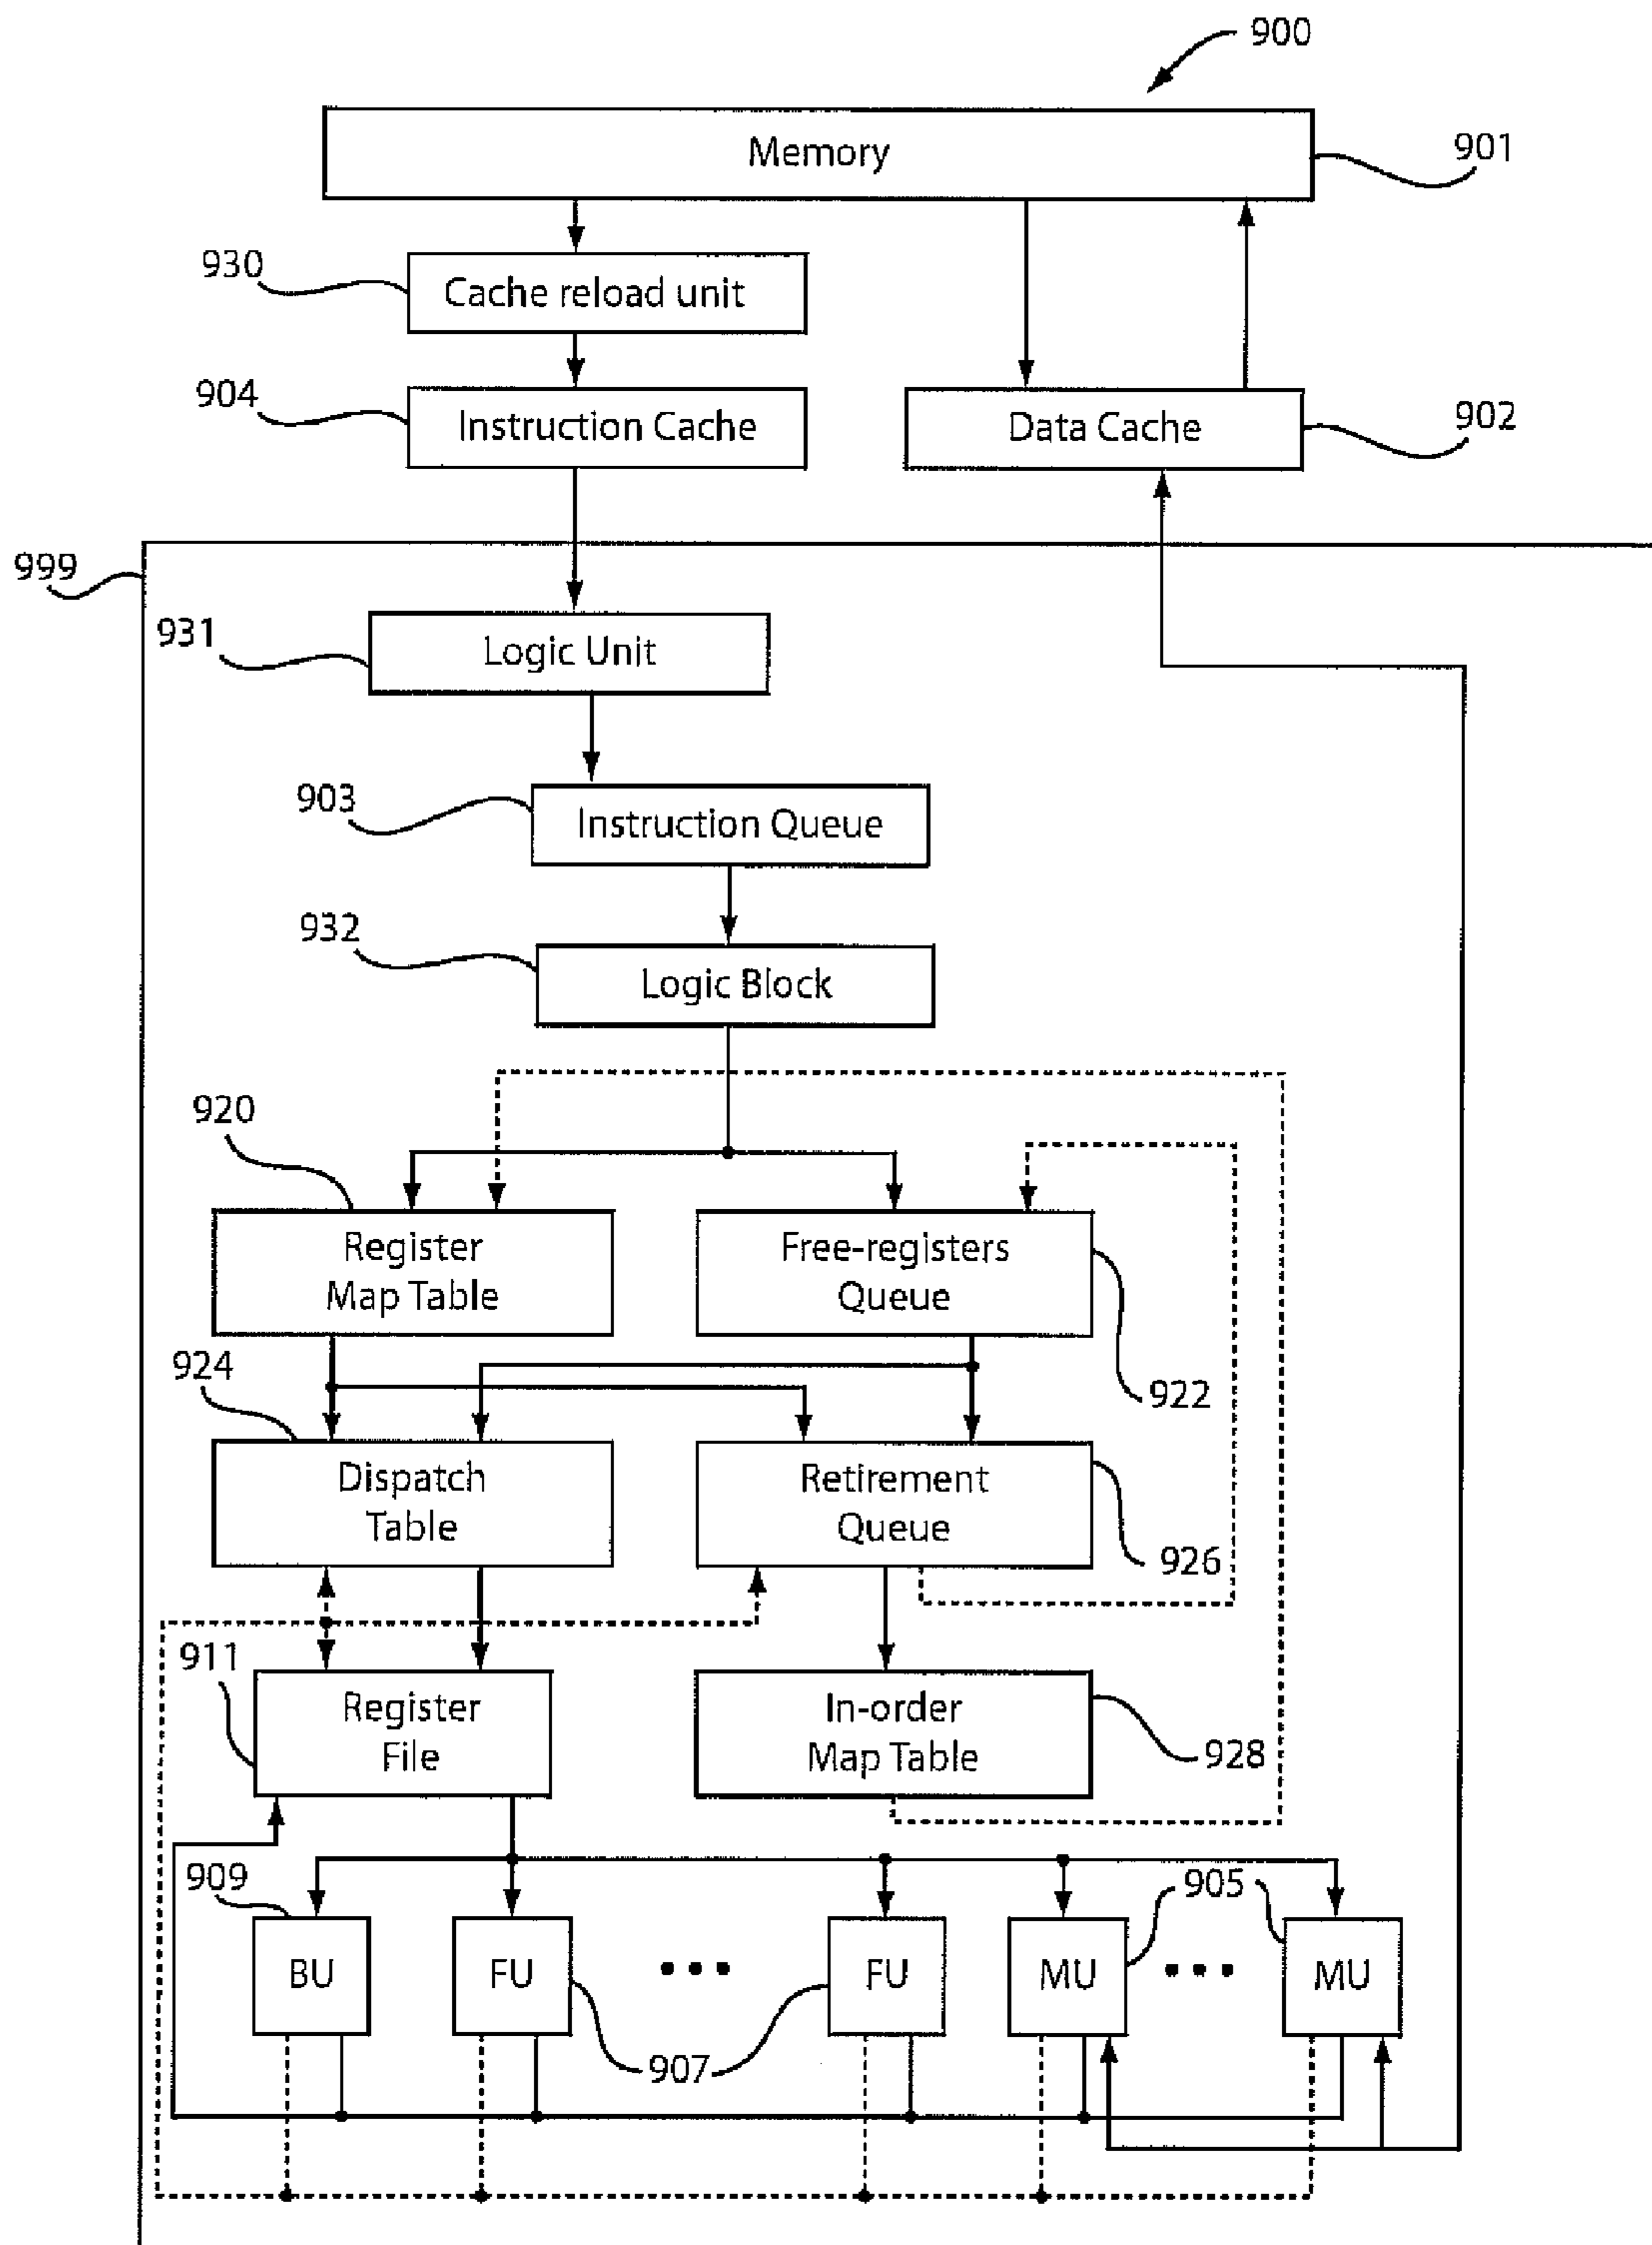 900
Memory
901
930
Cache reload unit
904
Instruction Cache
Data Cache
902
999
931
Logic Unit
903
Instruction Queue
932
Logic Block
920
Register
Map Table
Free-registers
Queue
924
922
Dispatch
Table
Retirement
Queue
926
911
Register
File
In-order
Map Table
928
909
905
BU
FU
FU
MU
MU
907